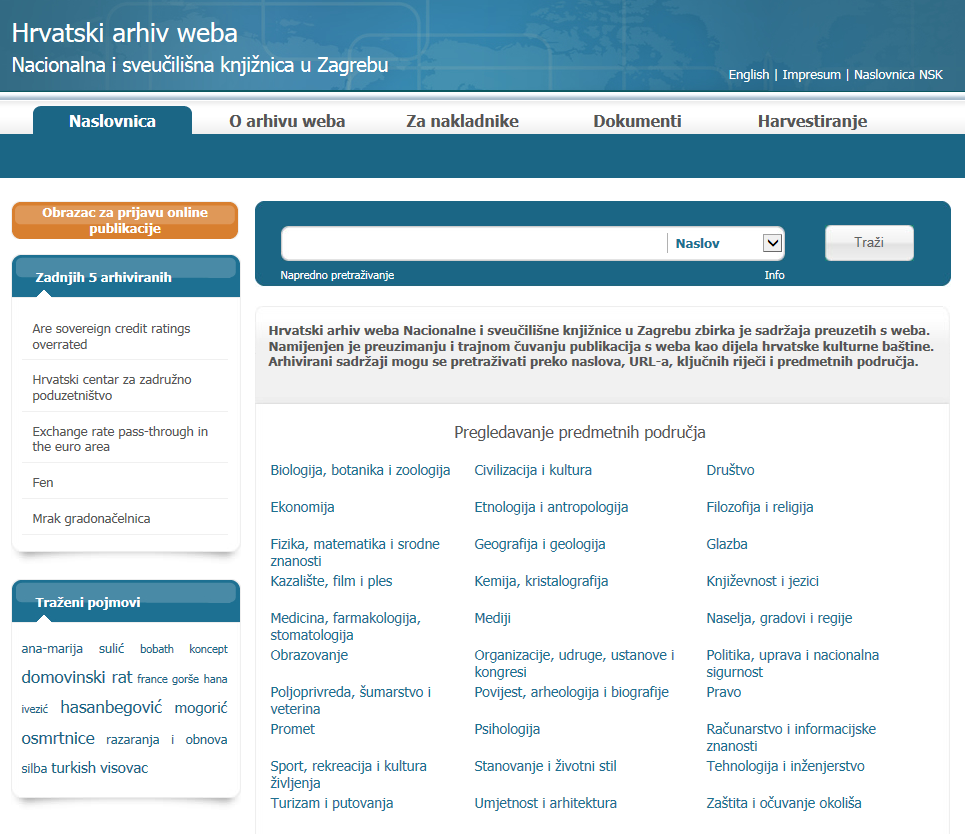 Hrvatski arhiv weba
Nacionalna i sveučilišna knjižnica u Zagrebu
English | Impresum | Naslovnica NSK
Naslovnica
O arhivu weba
Za nakladnike
Dokumenti
Harvestiranje
Obrazac za prijavu online
publikacije
Zadnjih 5 arhiviranih
Are sovereign credit ratings
overrated
Hrvatski centar za zadružno
poduzetništvo
Exchange rate pass-through in
the euro area
Fen
Mrak gradonačelnica
Traženi pojmovi
ana-marija sulić bobath koncept
domovinski rat france gorše hana
ivezić hasanbegović mogorić
osmrtnice razaranja i obnova
silba turkish visovac
Naslov
Traži
Napredno pretraživanje
Info
Hrvatski arhiv weba Nacionalne i sveučilišne knjižnice u Zagrebu zbirka je sadržaja preuzetih s weba.
Namijenjen je preuzimanju i trajnom čuvanju publikacija s weba kao dijela hrvatske kulturne baštine.
Arhivirani sadržaji mogu se pretraživati preko naslova, URL-a, ključnih riječi i predmetnih područja.
Pregledavanje predmetnih područja
Biologija, botanika i zoologija
Civilizacija i kultura
Društvo
Ekonomija
Etnologija i antropologija
Filozofija i religija
Fizika, matematika i srodne
znanosti
Geografija i geologija
Glazba
Kazalište, film i ples
Kemija, kristalografija
Književnost i jezici
Medicina, farmakologija,
stomatologija
Mediji
Naselja, gradovi i regije
Obrazovanje
Organizacije, udruge, ustanove i
kongresi
Politika, uprava i nacionalna
sigurnost
Poljoprivreda, šumarstvo i
veterina
Povijest, arheologija i biografije
Pravo
Promet
Psihologija
Računarstvo i informacijske
znanosti
Sport, rekreacija i kultura
življenja
Stanovanje i životni stil
Tehnologija i inženjerstvo
Turizam i putovanja
Umjetnost i arhitektura
Zaštita i očuvanje okoliša